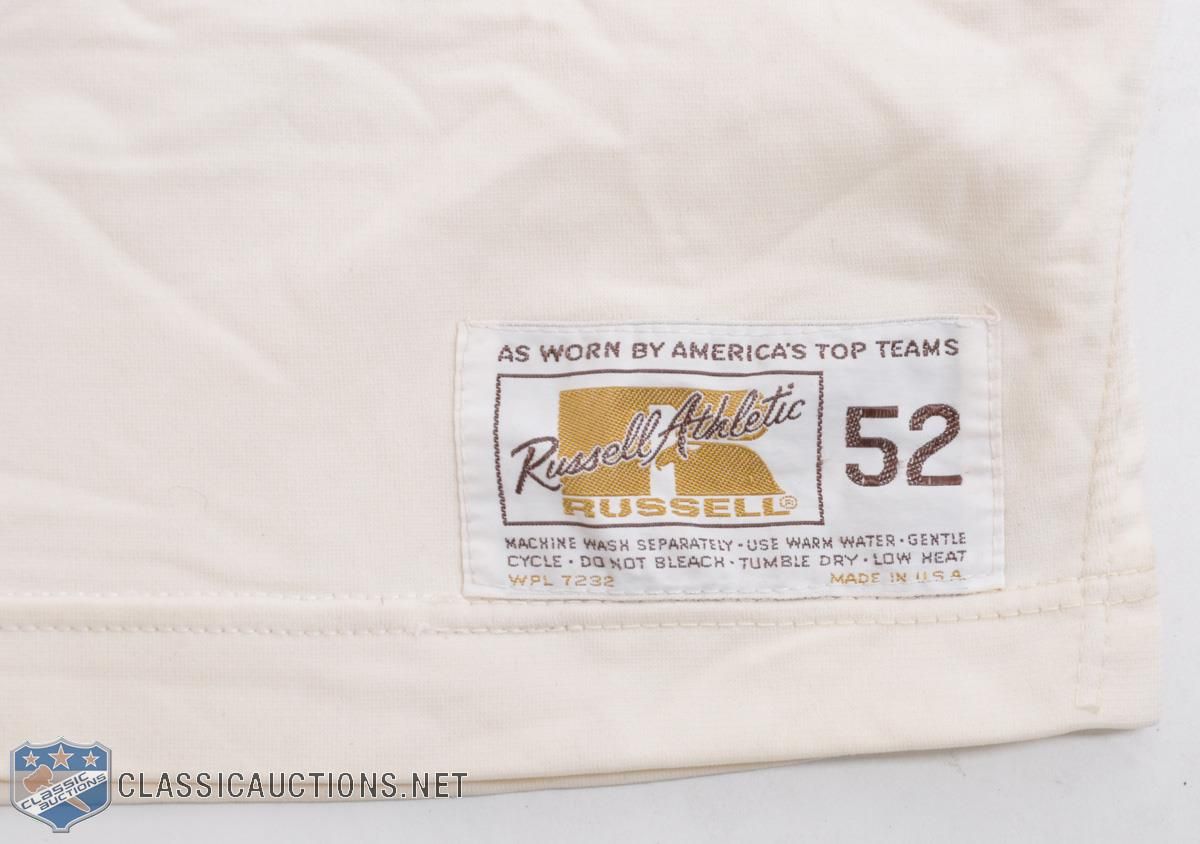 AS WORN BY AMERICA'S TOP TEAMS
Russell Athletic
RUSSELL®
52
MACHINE WASH SEPARATELY • USE WARM WATER • GENTLE
CYCLE • DO NOT BLEACH • TUMBLE DRY • LOW HEAT
WPL 7232 MADE IN U.S.A.
CLASSIC AUCTIONS
CLASSICAUCTIONS.NET